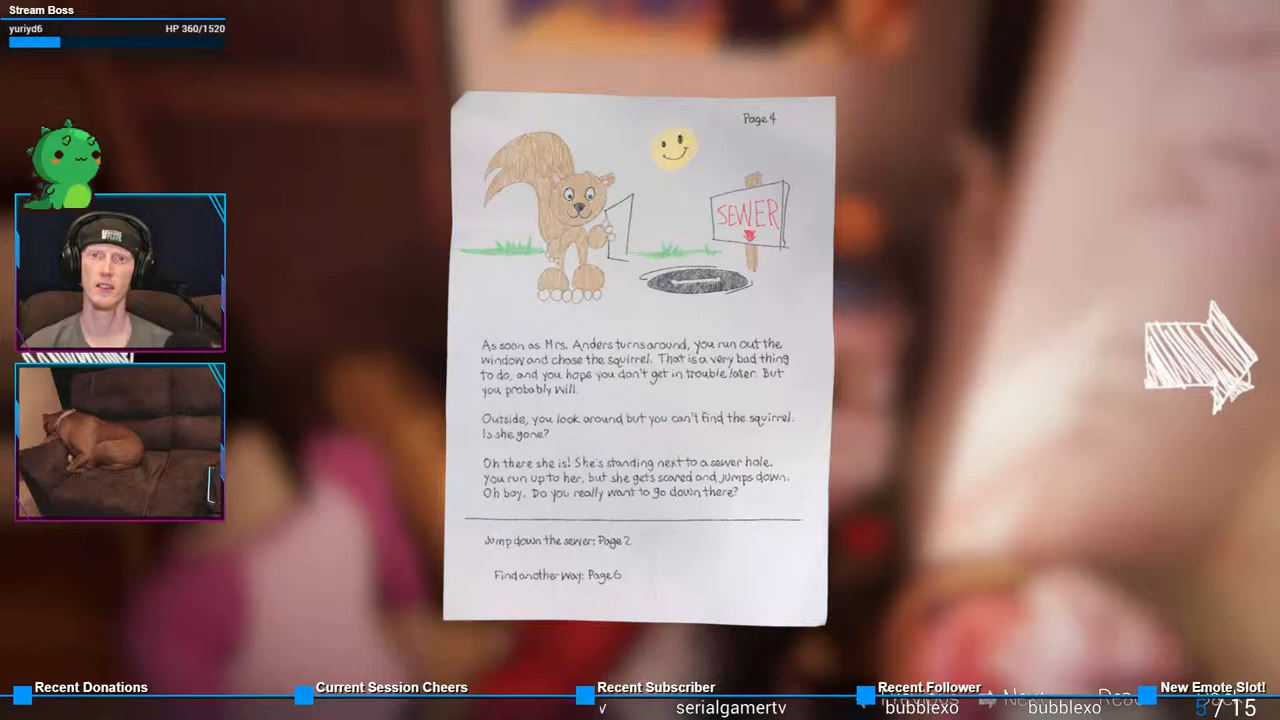 Stream Boss
yuriyd6 HP 360/1520
Page 4
SEWER
As soon as Mrs. Anders turns around, you run out the
window and chase the squirrel. That is a very bad thing
to do, and you hope you don't get in trouble later. But
you probably will.
Outside, you look around but you can't find the squirrel.
Is she gone?
Oh there she is! She's standing next to a sewer hole.
You run up to her, but she gets scared and jumps down.
Oh boy. Do you really want to go down there?
Jump down the sewer: Page 2
Find another way: Page 6
Recent Donations Current Session Cheers Recent Subscriber Recent Follower New Emote Slot!
v serialgamertv bubblexo bubblexo 5 / 15